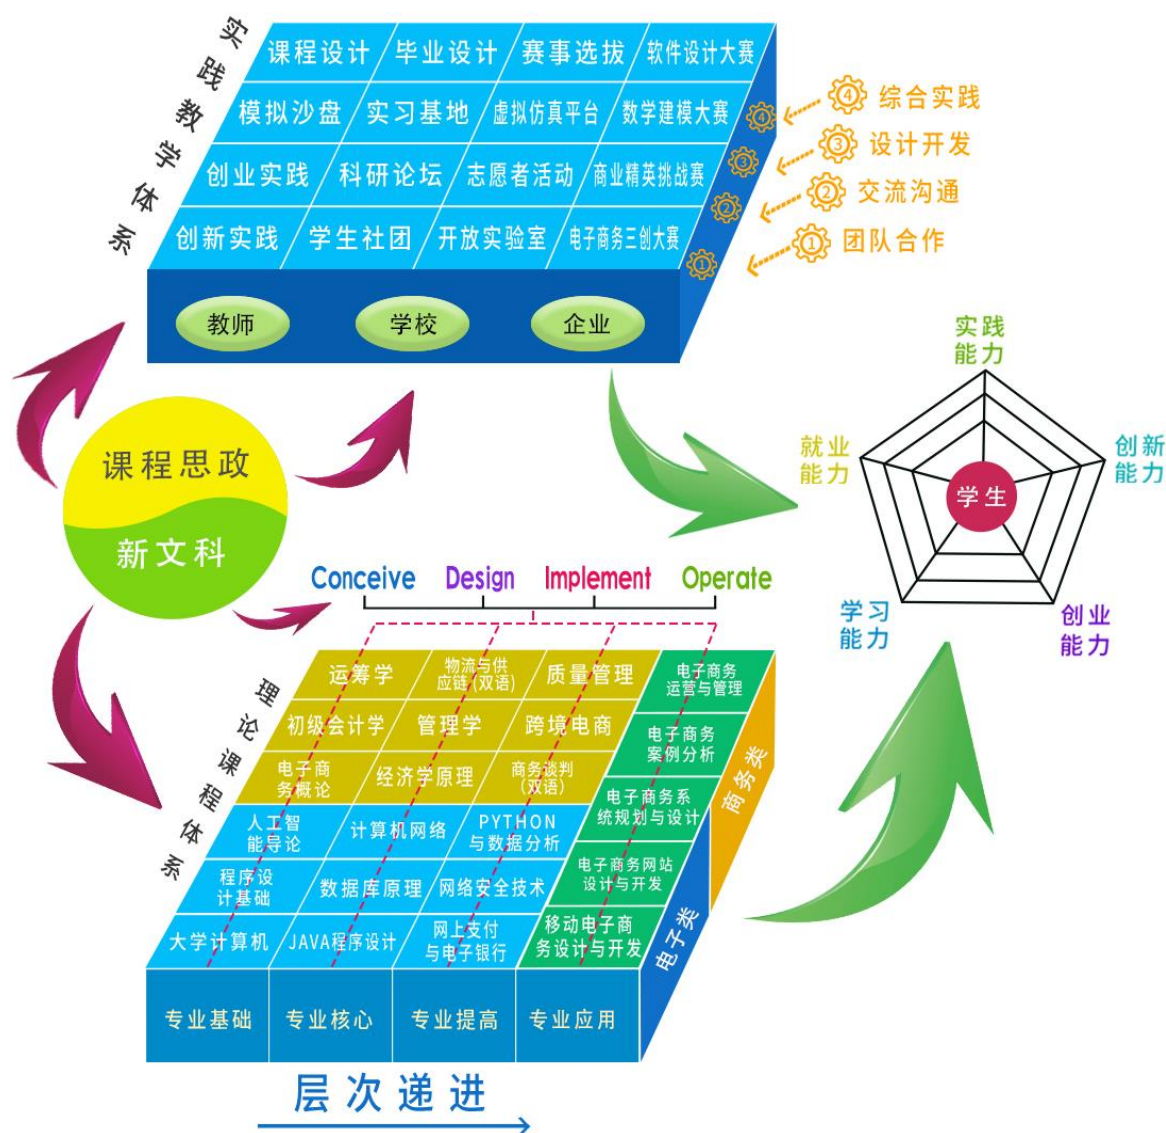 实践教学体系
课程设计
毕业设计
赛事选拔
软件设计大赛
模拟沙盘
实习基地
虚拟仿真平台
数学建模大赛
创业实践
科研论坛
志愿者活动
商业精英挑战赛
创新实践
学生社团
开放实验室
电子商务三创大赛
④
③
②
①
④ 综合实践
③ 设计开发
② 交流沟通
① 团队合作
教师
学校
企业
课程思政
新文科
实践
能力
就业
能力
创新
能力
学生
学习
能力
创业
能力
Conceive
Design
Implement
Operate
理论课程体系
运筹学
物流与供
应链(双语)
质量管理
电子商务
运营与管理
初级会计学
管理学
跨境电商
电子商务
案例分析
电子商
务概论
经济学原理
商务谈判
(双语)
电子商务系
统规划与设计
人工智
能导论
计算机网络
PYTHON
与数据分析
电子商务网站
设计与开发
程序设
计基础
数据库原理
网络安全技术
大学计算机
JAVA程序设计
网上支付
与电子银行
移动电子商
务设计与开发
商务类
电子类
专业基础
专业核心
专业提高
专业应用
层次递进